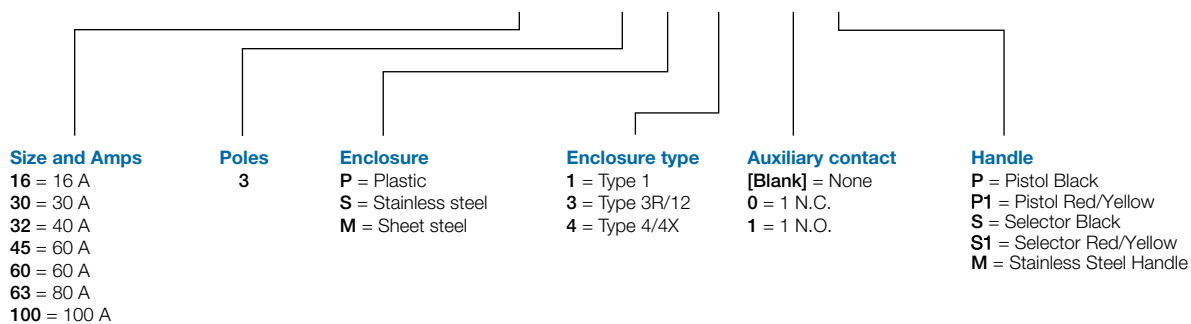 Size and Amps
16 = 16 A
30 = 30 A
32 = 40 A
45 = 60 A
60 = 60 A
63 = 80 A
100 = 100 A
Poles
3
Enclosure
P = Plastic
S = Stainless steel
M = Sheet steel
Enclosure type
1 = Type 1
3 = Type 3R/12
4 = Type 4/4X
Auxiliary contact
[Blank] = None
0 = 1 N.C.
1 = 1 N.O.
Handle
P = Pistol Black
P1 = Pistol Red/Yellow
S = Selector Black
S1 = Selector Red/Yellow
M = Stainless Steel Handle